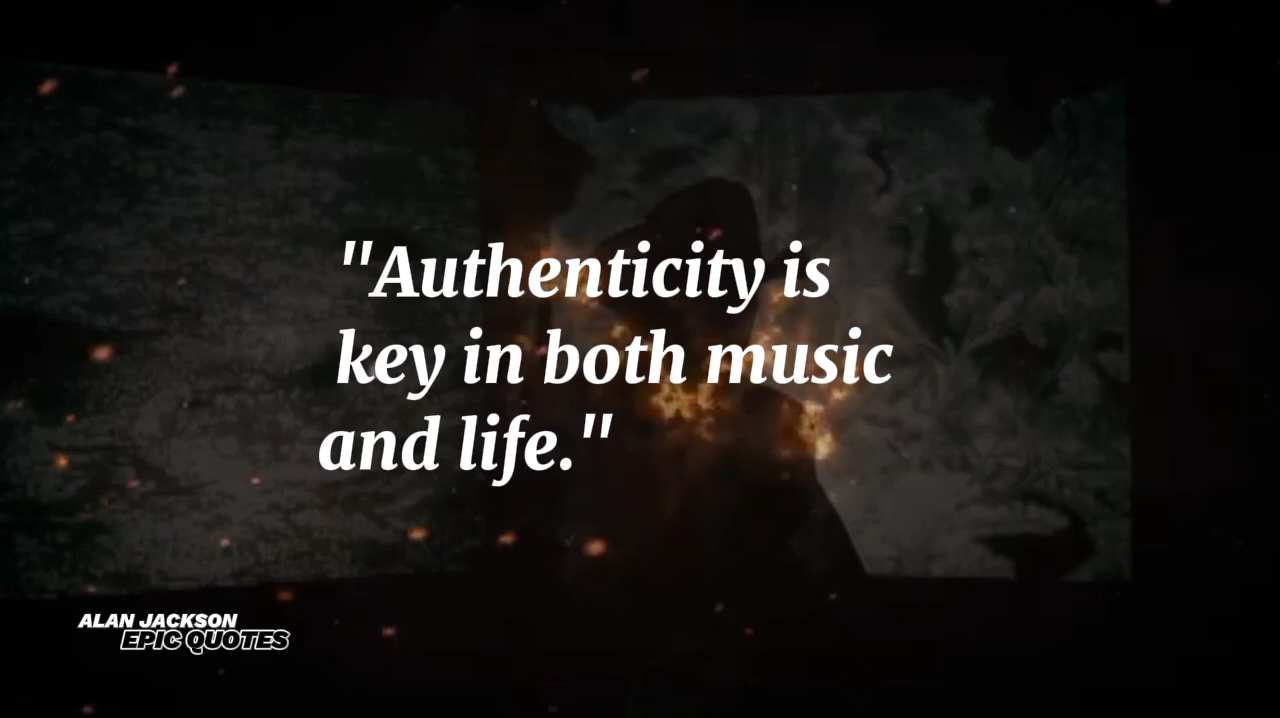 "Authenticity is
key in both music
and life."
ALAN JACKSON
EPIC QUOTES